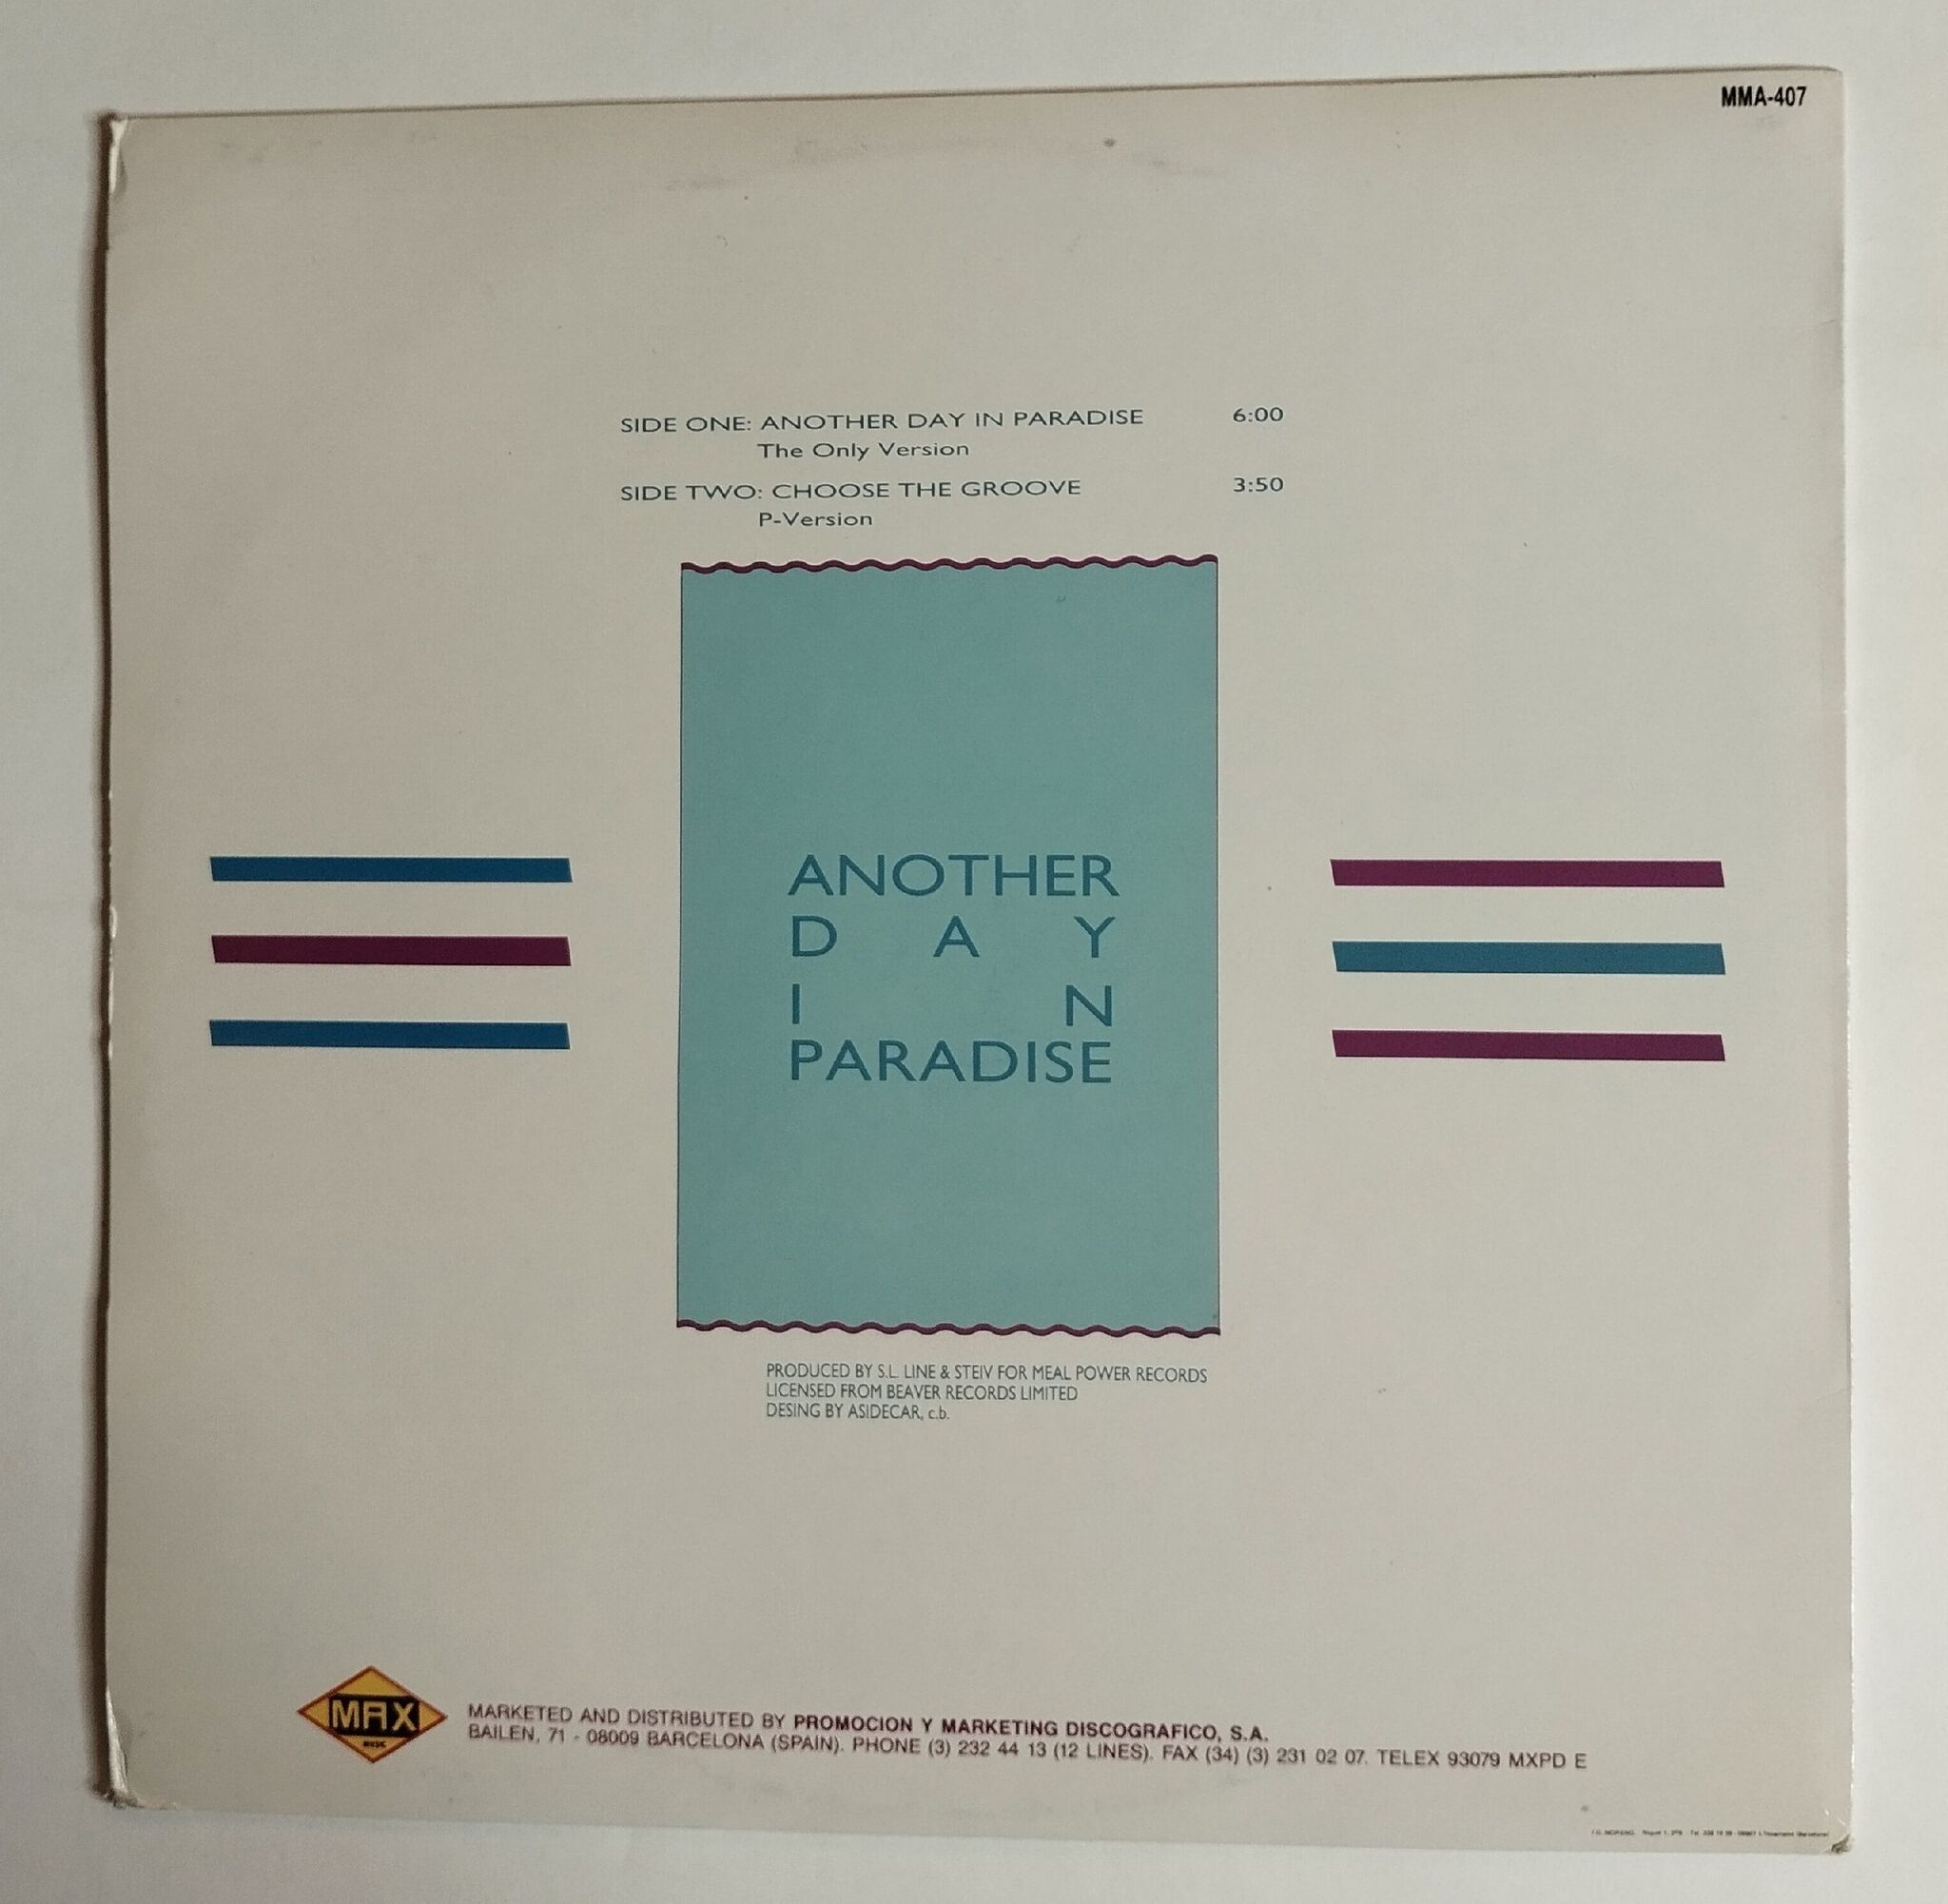 MMA-407
SIDE ONE: ANOTHER DAY IN PARADISE 6:00
The Only Version
SIDE TWO: CHOOSE THE GROOVE 3:50
P-Version
ANOTHER
D A Y
I N
PARADISE
PRODUCED BY S.L. LINE & STEIV FOR MEAL POWER RECORDS
LICENSED FROM BEAVER RECORDS LIMITED
DESING BY ASIDECAR, c.b.
MAX
MUSIC
MARKETED AND DISTRIBUTED BY PROMOCION Y MARKETING DISCOGRAFICO, S.A.
BAILEN, 71 - 08009 BARCELONA (SPAIN). PHONE (3) 232 44 13 (12 LINES). FAX (34) (3) 231 02 07. TELEX 93079 MXPD E